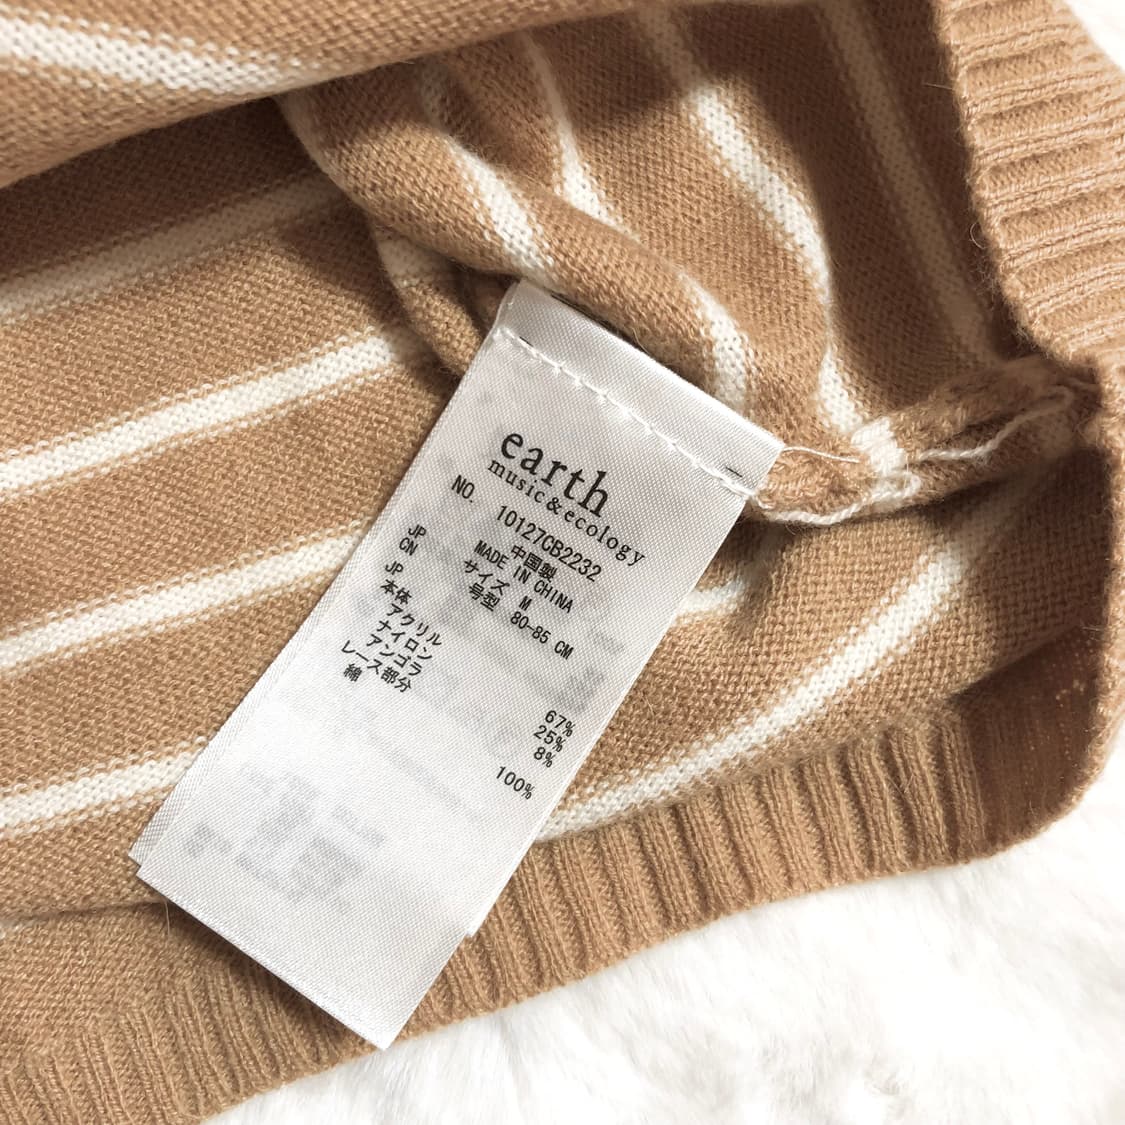 earth
music&ecology
NO. 10127CB2232
中国製
MADE IN CHINA
JP サイズ M
CN 号型 80-85 CM
JP
本体
アクリル 67%
ナイロン 25%
アンゴラ 8%
レース部分
綿 100%